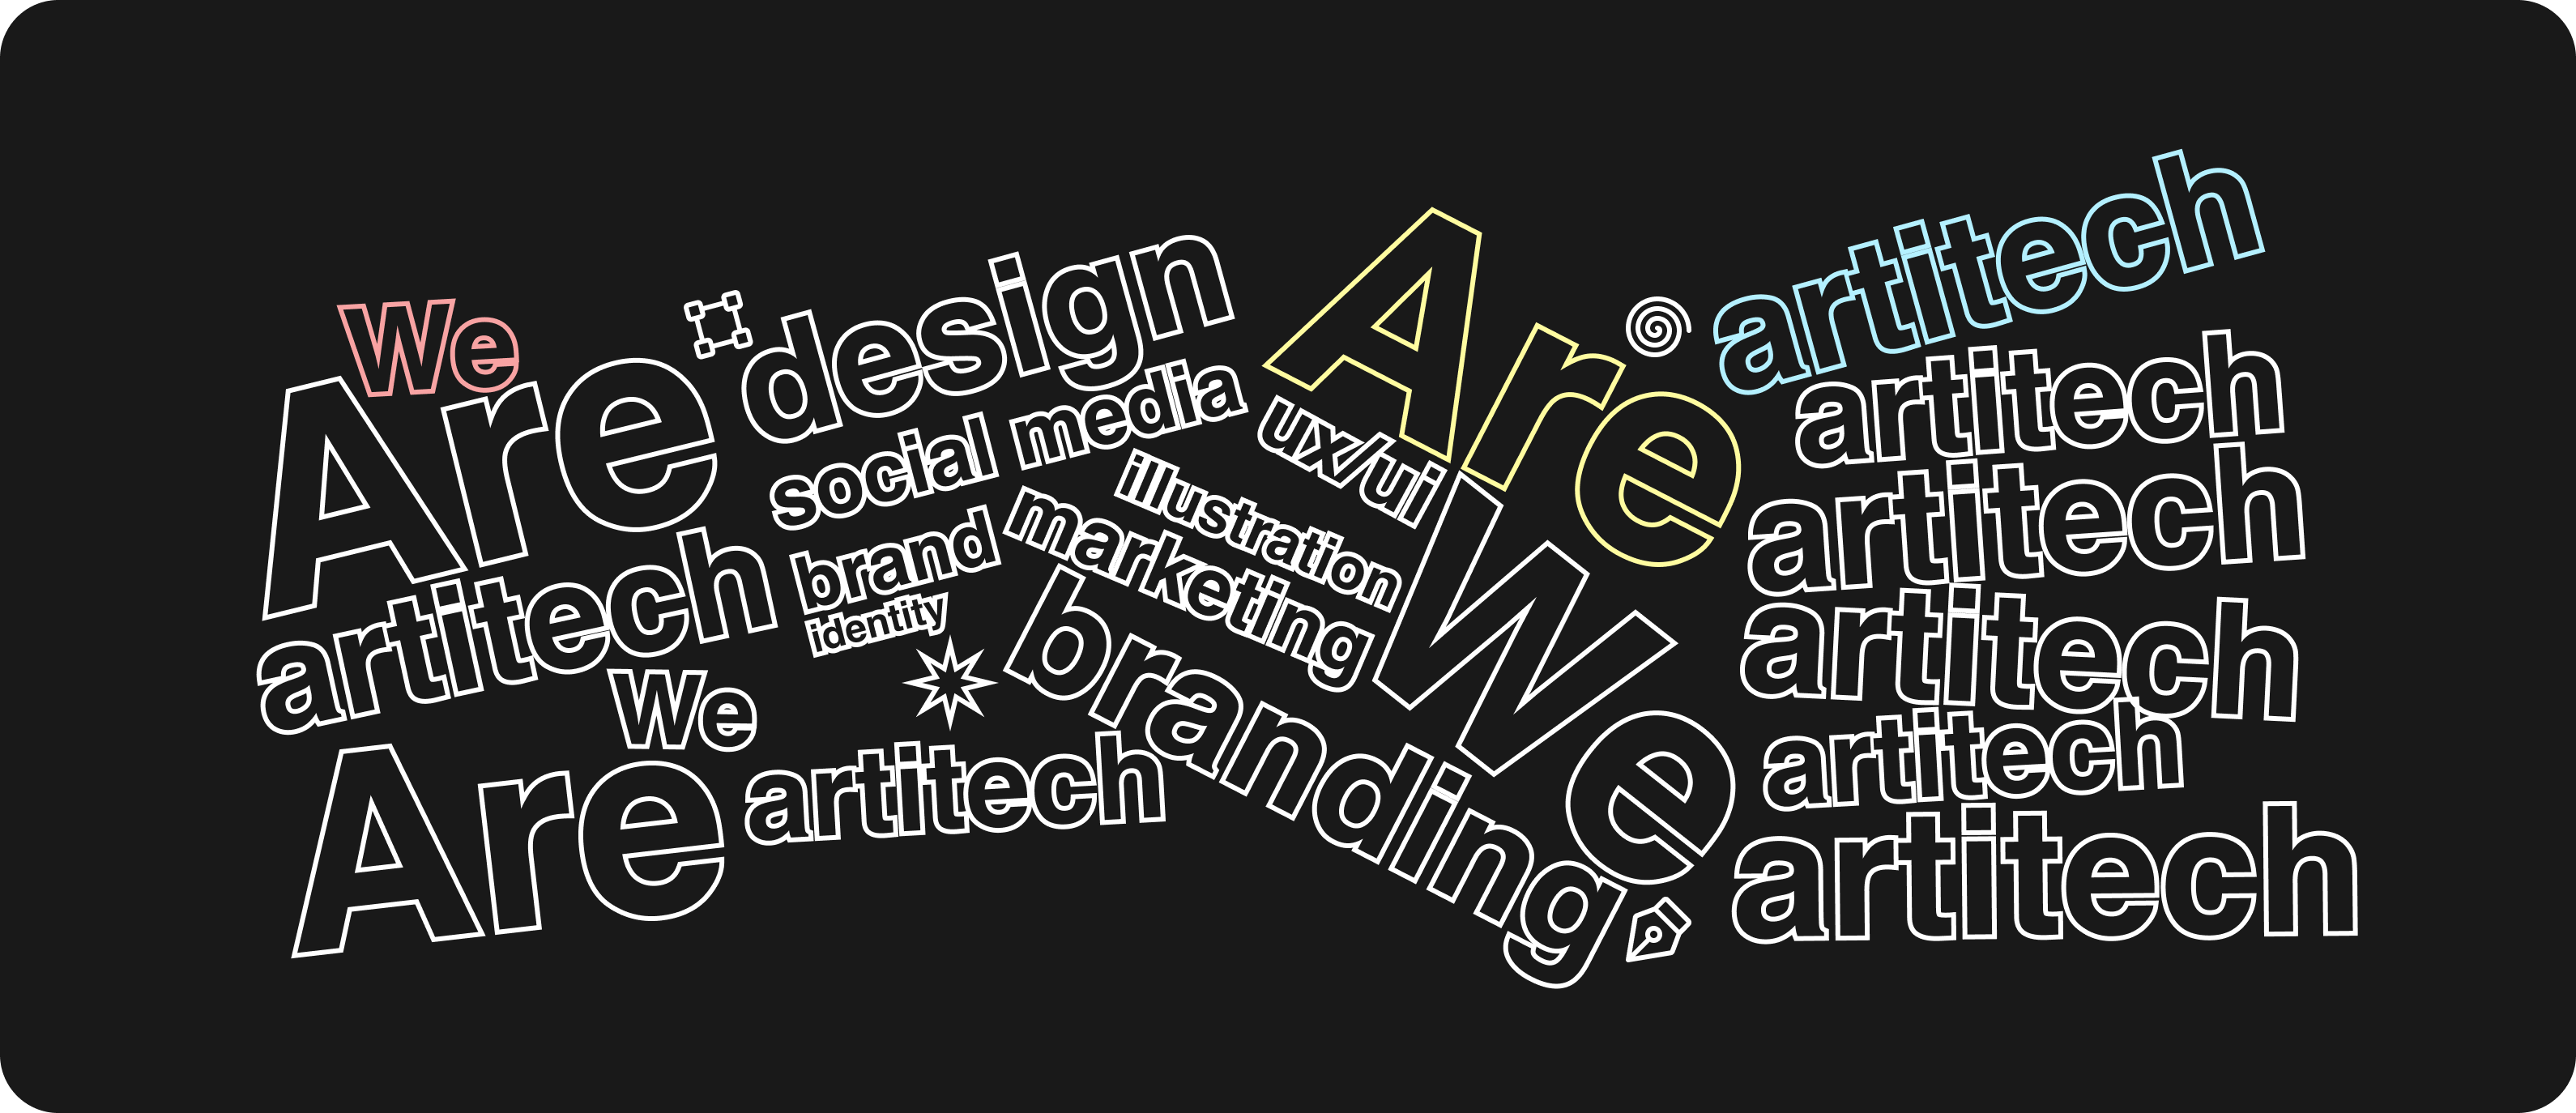 We
Are
artitech
We
Are
artitech
design
social media
brand
identity
ux/ui
illustration
marketing
branding
Are
We
artitech
artitech
artitech
artitech
artitech
artitech